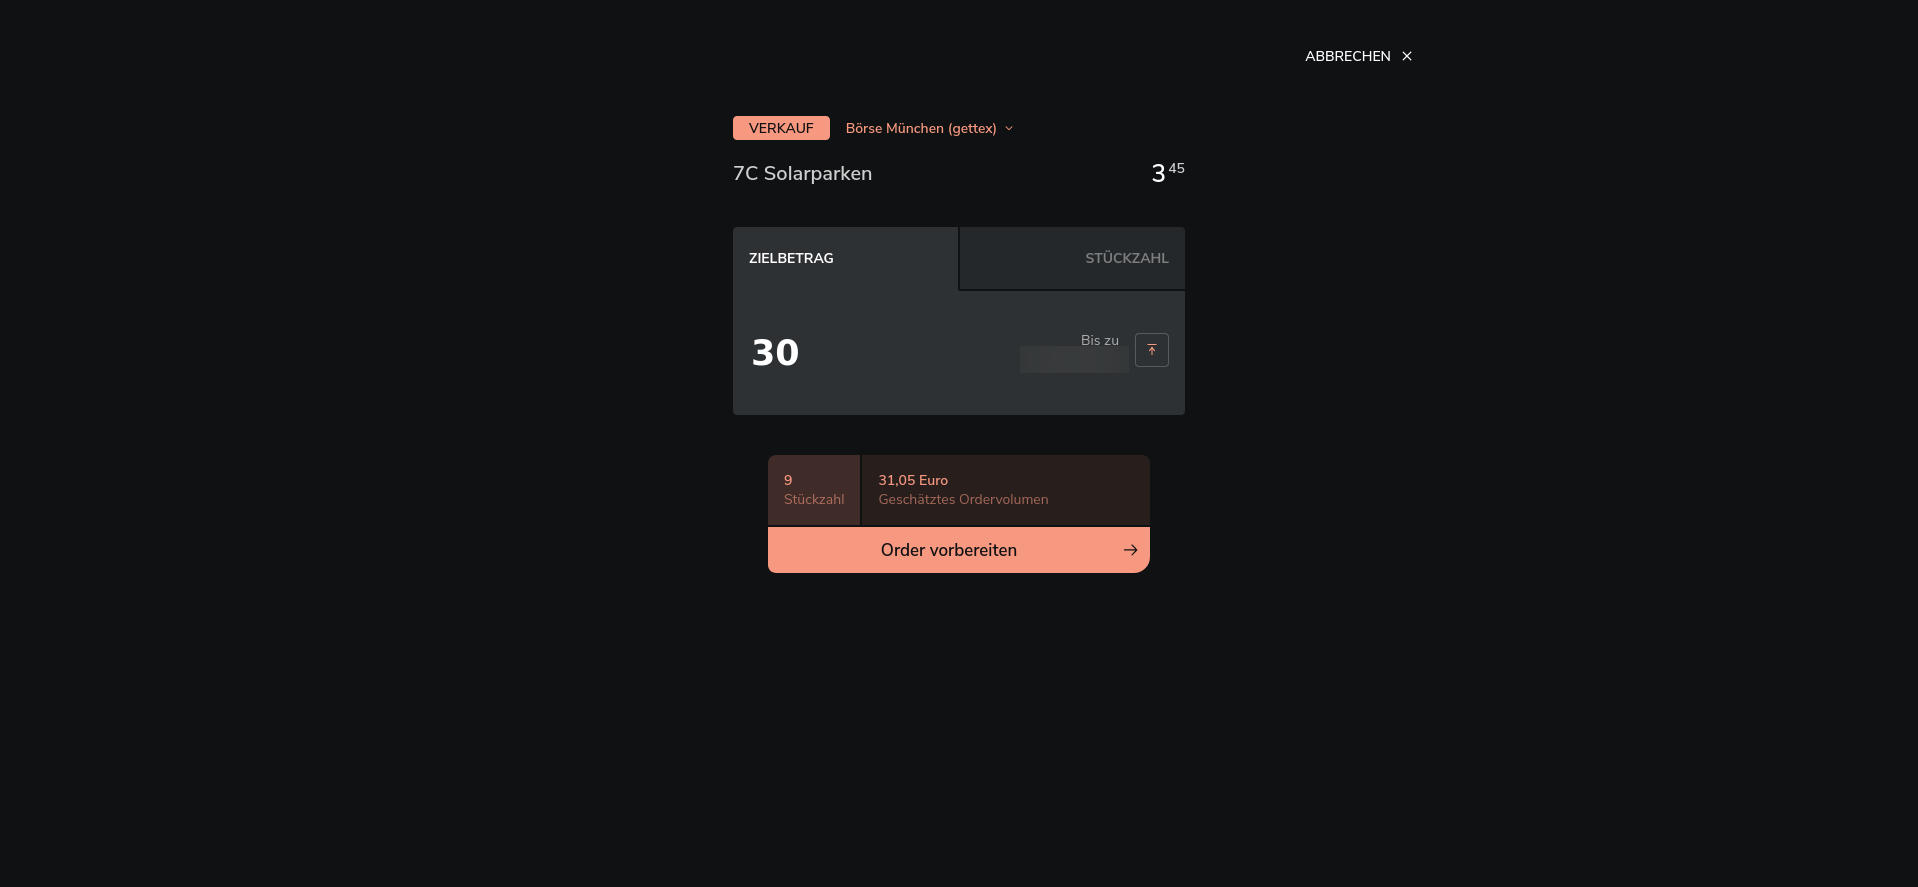 ABBRECHEN
VERKAUF Börse München (gettex)
7C Solarparken 3 45
ZIELBETRAG STÜCKZAHL
30 Bis zu
9 31,05 Euro
Stückzahl Geschätztes Ordervolumen
Order vorbereiten